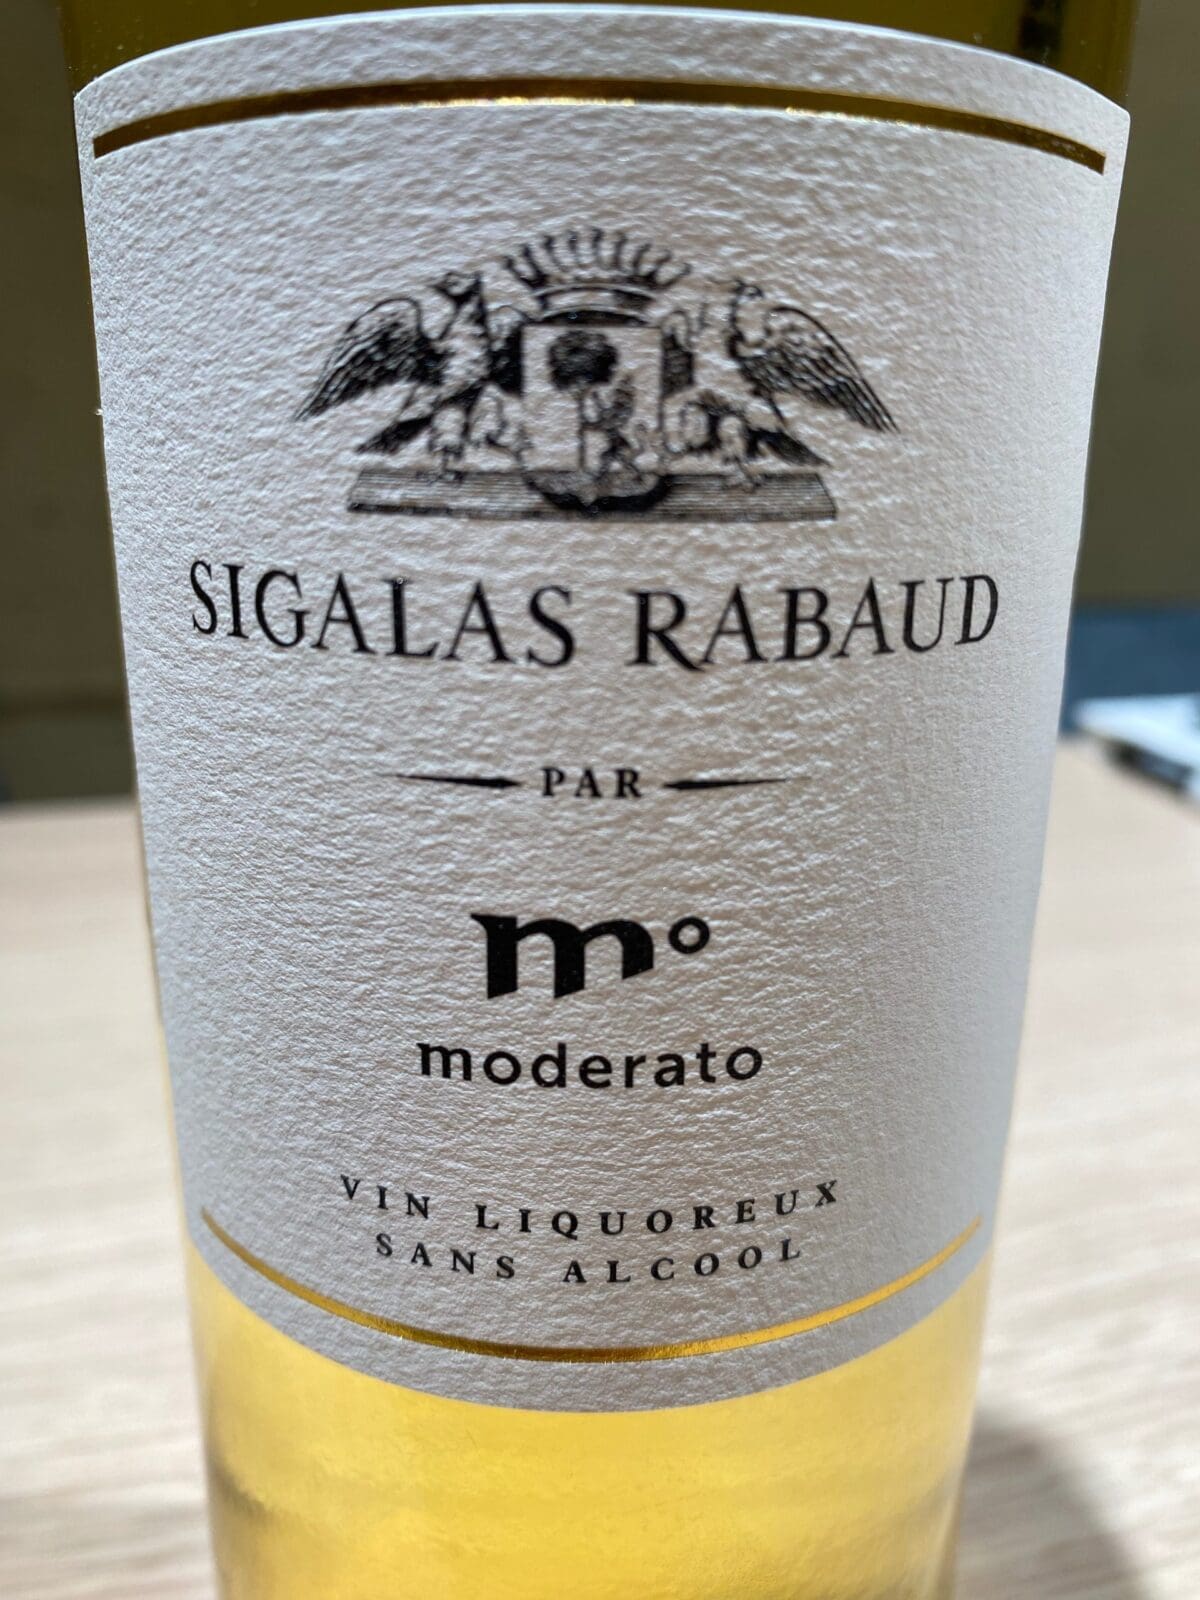 SIGALAS RABAUD
PAR
m°
moderato
VIN LIQUOREUX
SANS ALCOOL